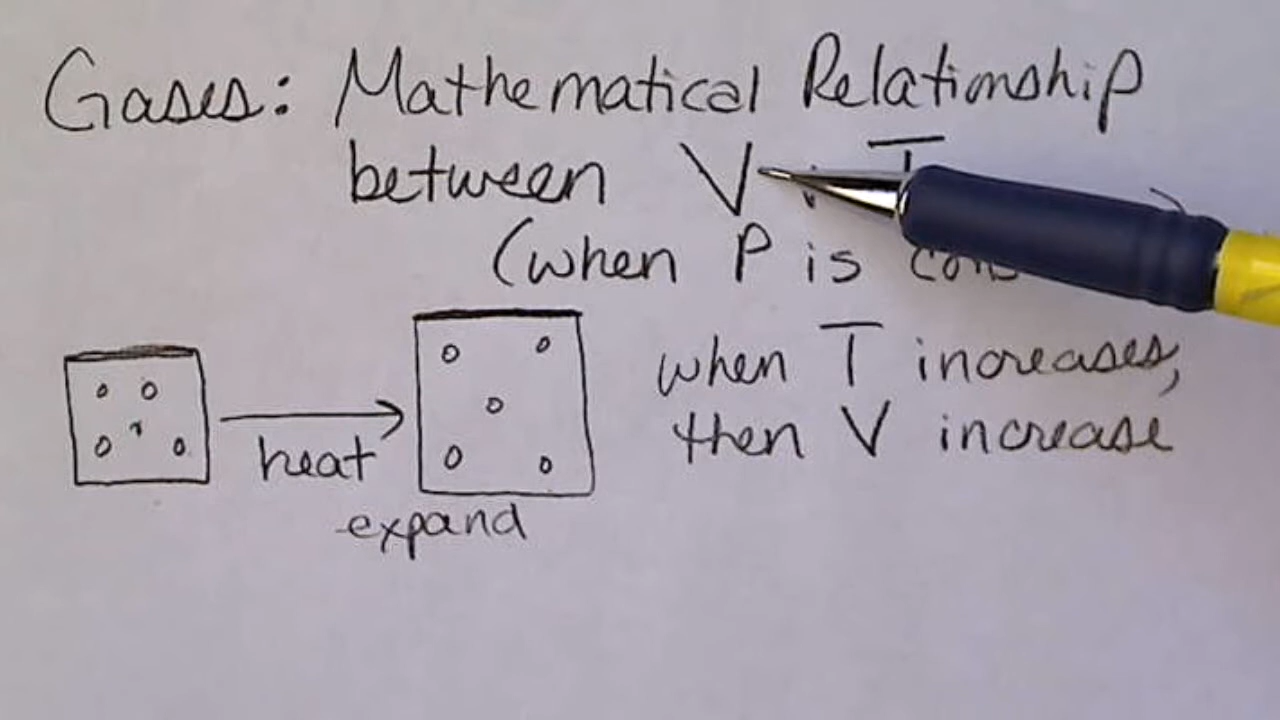 Gases: Mathematical Relationship
between V T
(when P is
when T increases,
then V increase
heat
expand